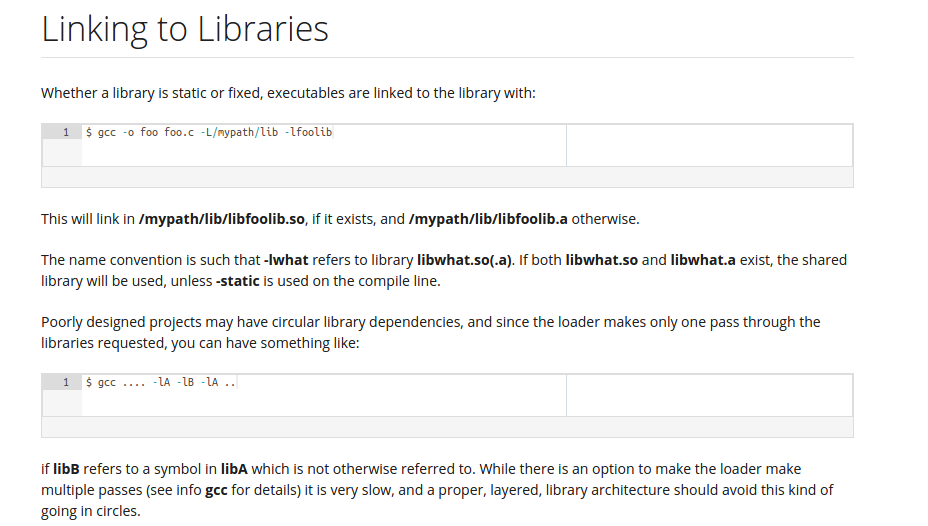 Linking to Libraries
Whether a library is static or fixed, executables are linked to the library with:
1 $ gcc -o foo foo.c -L/mypath/lib -lfoolib
This will link in /mypath/lib/libfoolib.so, if it exists, and /mypath/lib/libfoolib.a otherwise.
The name convention is such that -lwhat refers to library libwhat.so(.a). If both libwhat.so and libwhat.a exist, the shared
library will be used, unless -static is used on the compile line.
Poorly designed projects may have circular library dependencies, and since the loader makes only one pass through the
libraries requested, you can have something like:
1 $ gcc .... -lA -lB -lA ..
if libB refers to a symbol in libA which is not otherwise referred to. While there is an option to make the loader make
multiple passes (see info gcc for details) it is very slow, and a proper, layered, library architecture should avoid this kind of
going in circles.